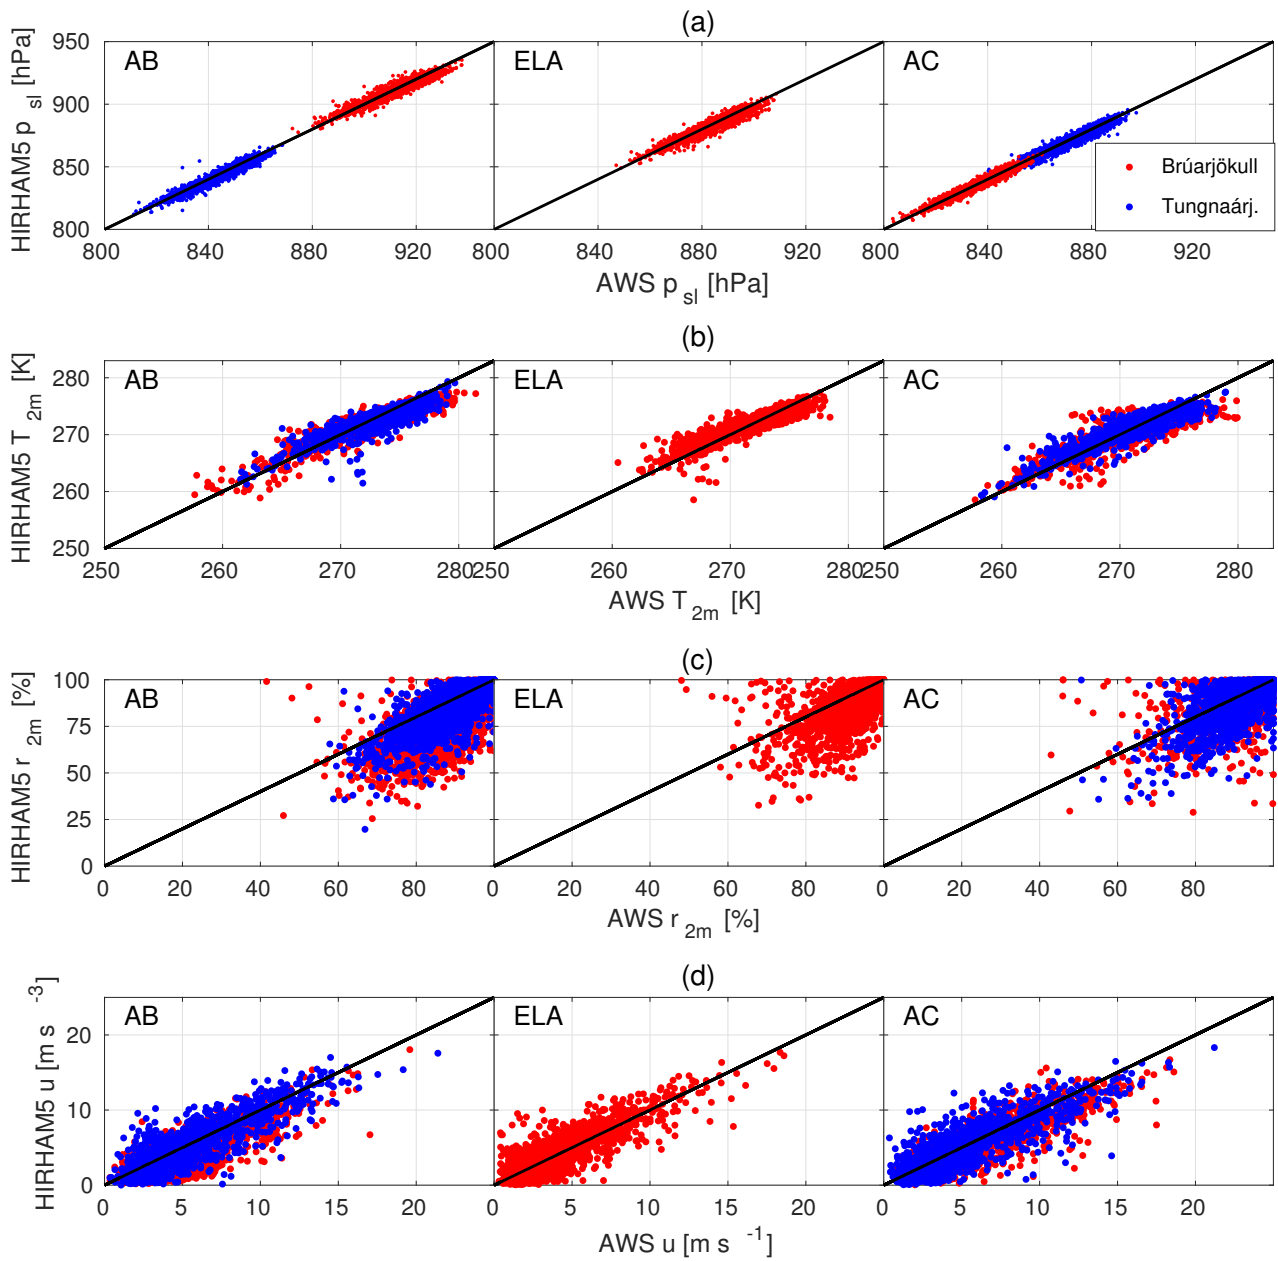 (a)
HIRHAM5 p sl [hPa]
950
900
850
800
AB
ELA
AC
Brúarjökull
Tungnaárj.
800 840 880 920 800 840 880 920 800 840 880 920
AWS p sl [hPa]
(b)
HIRHAM5 T 2m [K]
280
270
260
250
AB
ELA
AC
250 260 270 280 250 260 270 280 250 260 270 280
AWS T 2m [K]
(c)
HIRHAM5 r 2m [%]
100
75
50
25
0
AB
ELA
AC
0 20 40 60 80 0 20 40 60 80 0 20 40 60 80
AWS r 2m [%]
(d)
HIRHAM5 u [m s -3]
20
10
0
AB
ELA
AC
0 5 10 15 20 0 5 10 15 20 0 5 10 15 20
AWS u [m s -1]